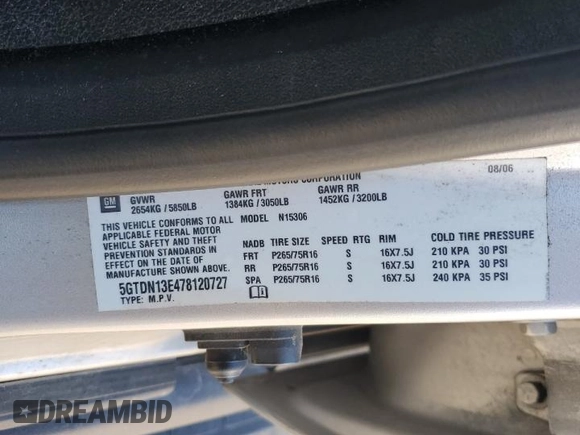 MOTORS CORPORATION 08/06
GM GVWR GAWR FRT GAWR RR
2654KG / 5850LB 1384KG / 3050LB 1452KG / 3200LB
THIS VEHICLE CONFORMS TO ALL MODEL N15306
APPLICABLE FEDERAL MOTOR
VEHICLE SAFETY AND THEFT NADB TIRE SIZE SPEED RTG RIM COLD TIRE PRESSURE
PREVENTION STANDARDS IN FRT P265/75R16 S 16X7.5J 210 KPA 30 PSI
EFFECT ON THE DATE OF RR P265/75R16 S 16X7.5J 210 KPA 30 PSI
MANUFACTURE SHOWN ABOVE. SPA P265/75R16 S 16X7.5J 240 KPA 35 PSI
5GTDN13E478120727
TYPE: M.P.V.
DREAMBID